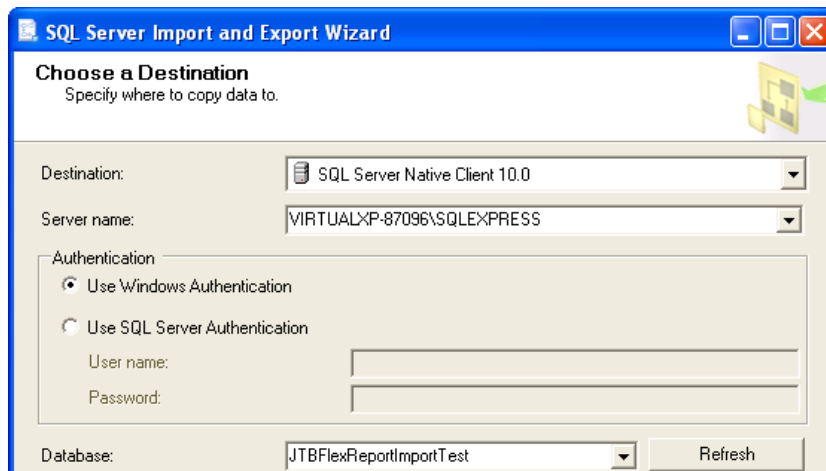 SQL Server Import and Export Wizard
Choose a Destination
Specify where to copy data to.
Destination: SQL Server Native Client 10.0
Server name: VIRTUALXP-87096\SQLEXPRESS
Authentication
Use Windows Authentication
Use SQL Server Authentication
User name:
Password:
Database: JTBFlexReportImportTest Refresh